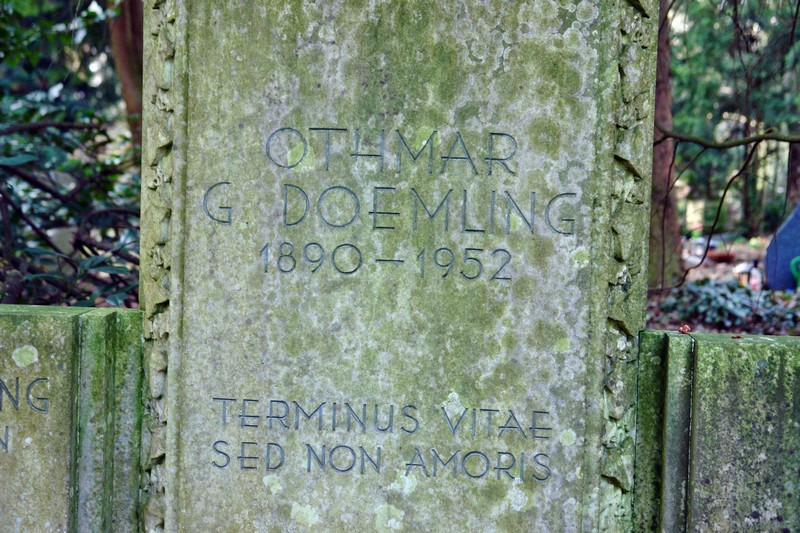 OTHMAR
G. DOEMLING
1890–1952
TERMINUS VITAE
SED NON AMORIS